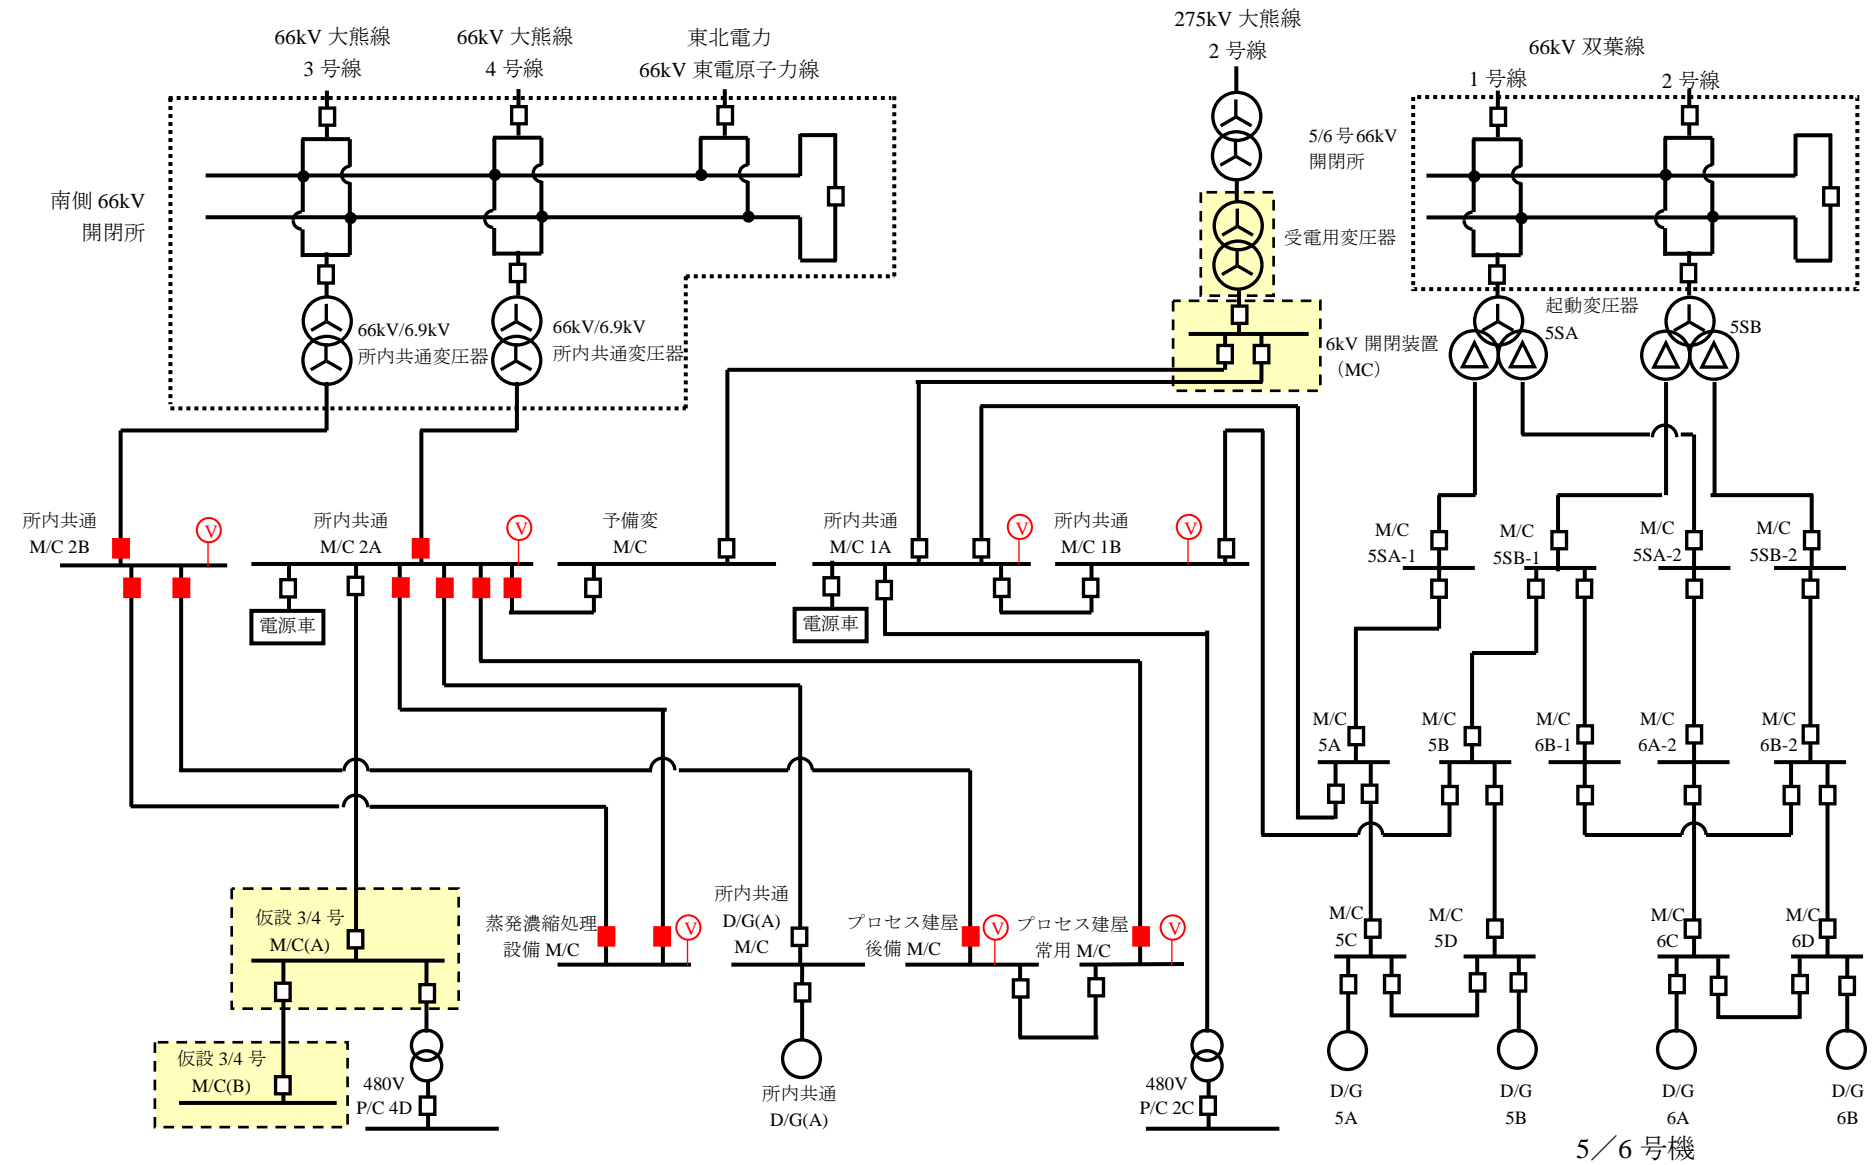 66kV 大熊線
3 号線
66kV 大熊線
4 号線
東北電力
66kV 東電原子力線
275kV 大熊線
2 号線
66kV 双葉線
1 号線
2 号線
5/6 号 66kV
開閉所
南側 66kV
開閉所
受電用変圧器
66kV/6.9kV
所内共通変圧器
66kV/6.9kV
所内共通変圧器
6kV 開閉装置
（MC）
起動変圧器
5SA
5SB
所内共通
M/C 2B
V
所内共通
M/C 2A
V
予備変
M/C
所内共通
M/C 1A
V
所内共通
M/C 1B
V
M/C
5SA-1
M/C
5SB-1
M/C
5SA-2
M/C
5SB-2
電源車
電源車
M/C
5A
M/C
5B
M/C
6B-1
M/C
6A-2
M/C
6B-2
仮設 3/4 号
M/C(A)
蒸発濃縮処理
設備 M/C
V
所内共通
D/G(A)
M/C
プロセス建屋
後備 M/C
V
プロセス建屋
常用 M/C
V
M/C
5C
M/C
5D
M/C
6C
M/C
6D
仮設 3/4 号
M/C(B)
480V
P/C 4D
所内共通
D/G(A)
480V
P/C 2C
D/G
5A
D/G
5B
D/G
6A
D/G
6B
5／6 号機